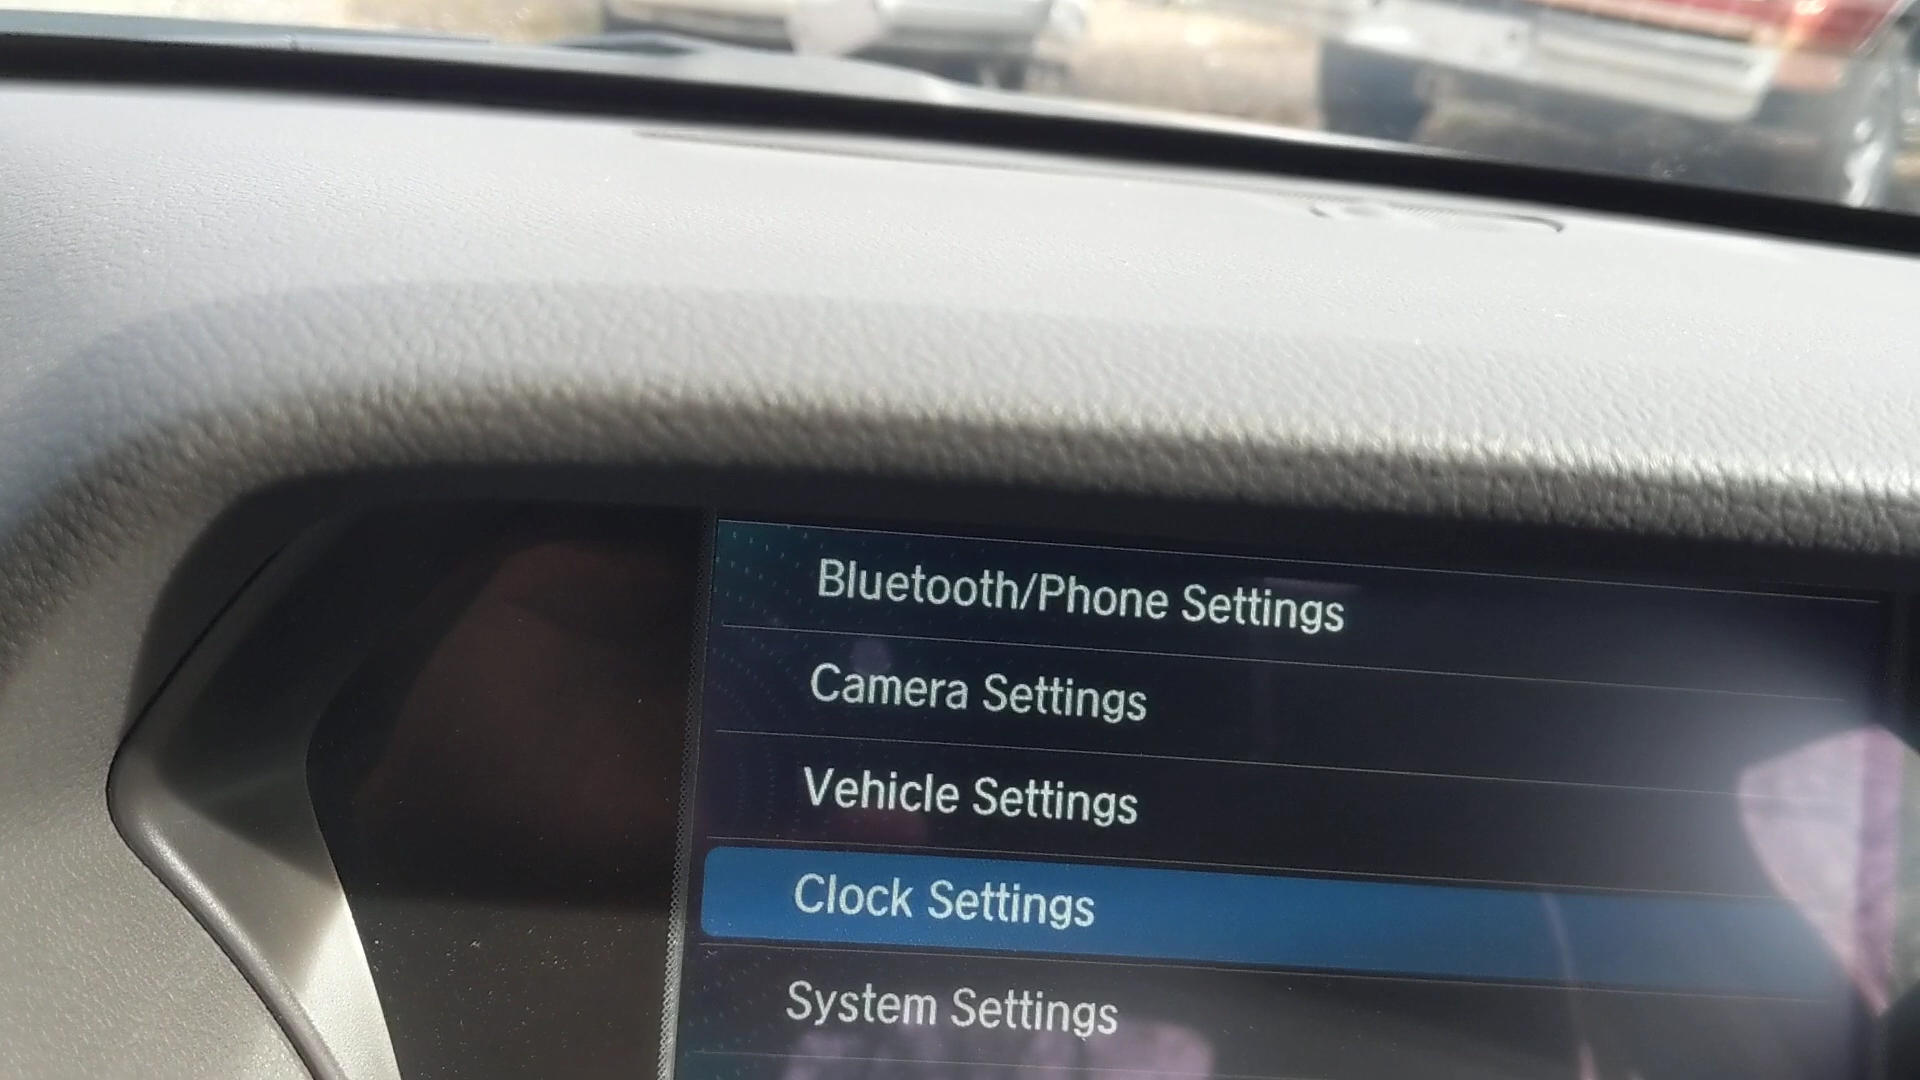 Bluetooth/Phone Settings
Camera Settings
Vehicle Settings
Clock Settings
System Settings